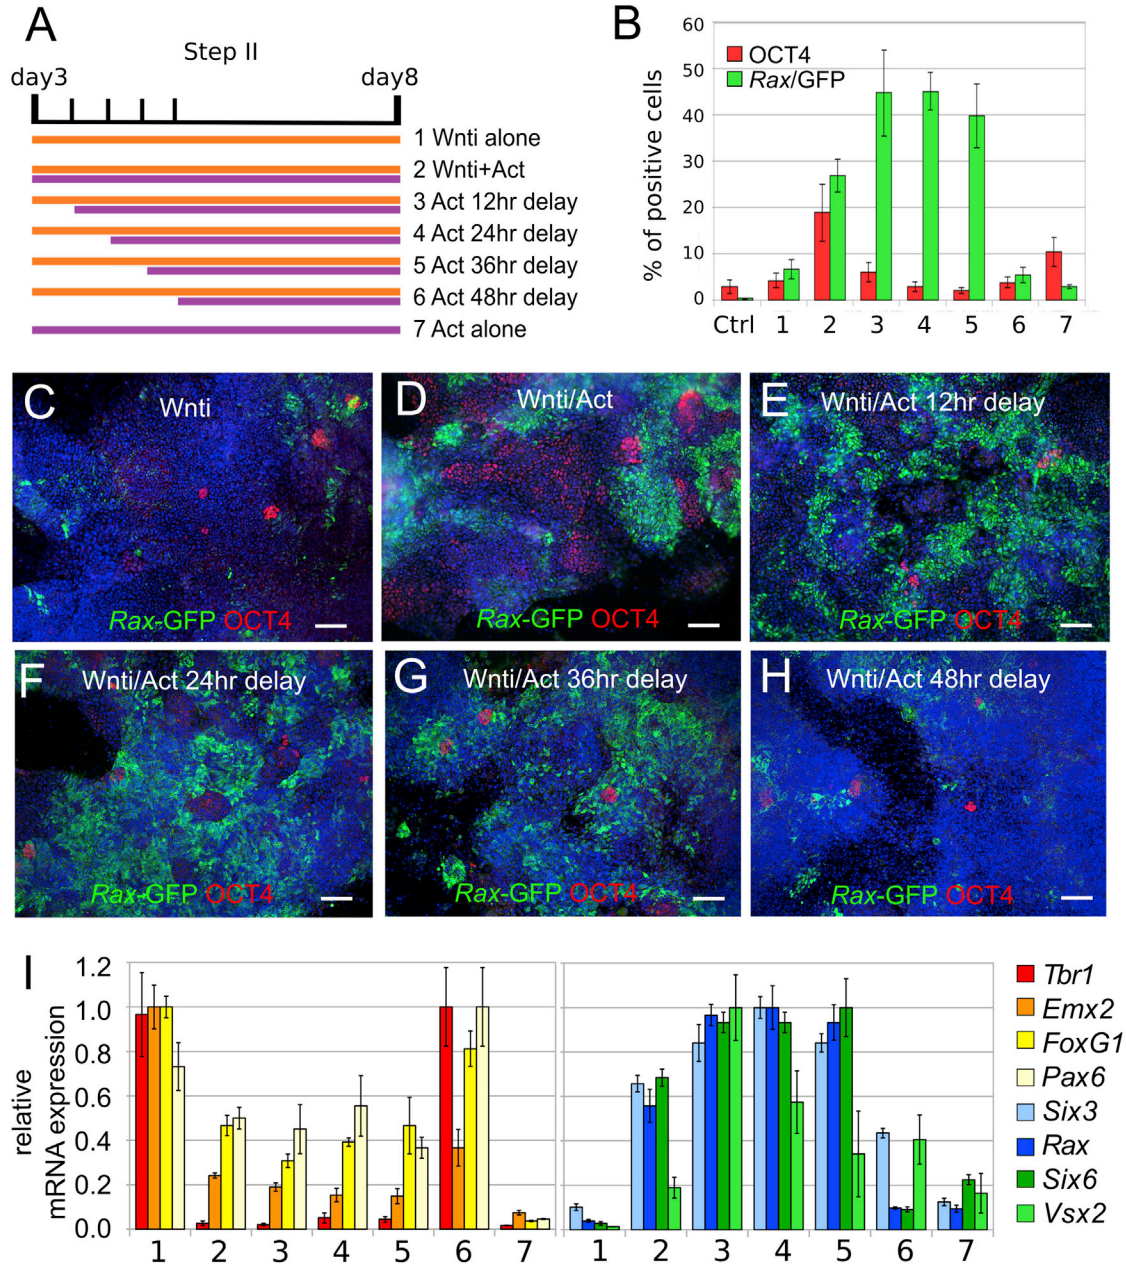 A
Step II
day3 day8
1 Wnti alone
2 Wnti+Act
3 Act 12hr delay
4 Act 24hr delay
5 Act 36hr delay
6 Act 48hr delay
7 Act alone
B
% of positive cells
60
50
40
30
20
10
0
OCT4
Rax/GFP
Ctrl 1 2 3 4 5 6 7
C
Wnti
Rax-GFP OCT4
D
Wnti/Act
Rax-GFP OCT4
E
Wnti/Act 12hr delay
Rax-GFP OCT4
F
Wnti/Act 24hr delay
Rax-GFP OCT4
G
Wnti/Act 36hr delay
Rax-GFP OCT4
H
Wnti/Act 48hr delay
Rax-GFP OCT4
I
relative
mRNA expression
1.2
1.0
0.8
0.6
0.4
0.2
0.0
1 2 3 4 5 6 7
1 2 3 4 5 6 7
Tbr1
Emx2
FoxG1
Pax6
Six3
Rax
Six6
Vsx2